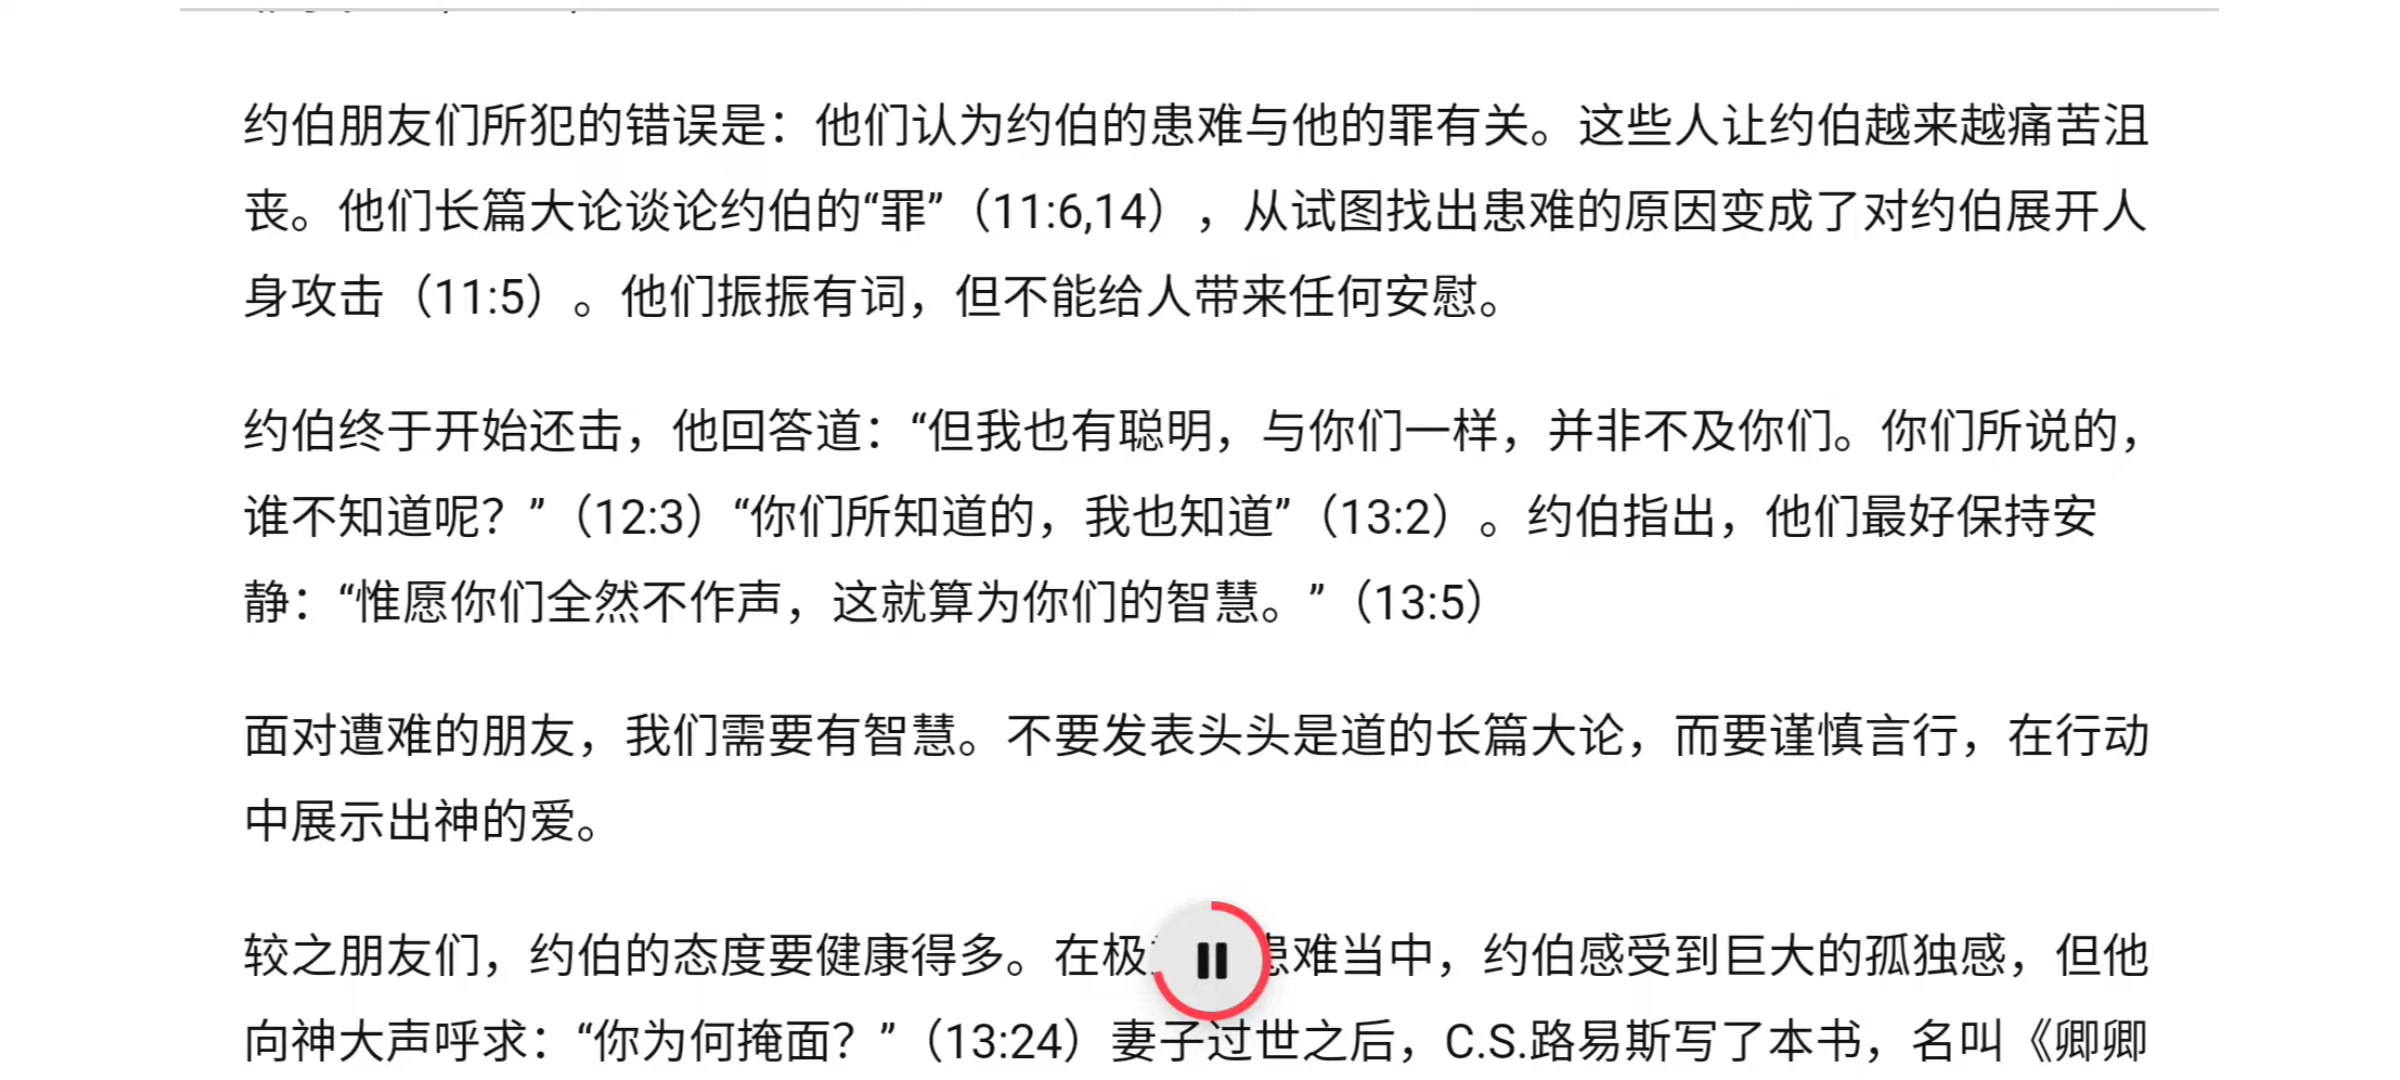 约伯朋友们所犯的错误是：他们认为约伯的患难与他的罪有关。这些人让约伯越来越痛苦沮
丧。他们长篇大论谈论约伯的“罪”（11:6,14），从试图找出患难的原因变成了对约伯展开人
身攻击（11:5）。他们振振有词，但不能给人带来任何安慰。
约伯终于开始还击，他回答道：“但我也有聪明，与你们一样，并非不及你们。你们所说的，
谁不知道呢？”（12:3）“你们所知道的，我也知道”（13:2）。约伯指出，他们最好保持安
静：“惟愿你们全然不作声，这就算为你们的智慧。”（13:5）
面对遭难的朋友，我们需要有智慧。不要发表头头是道的长篇大论，而要谨慎言行，在行动
中展示出神的爱。
较之朋友们，约伯的态度要健康得多。在极患难当中，约伯感受到巨大的孤独感，但他
向神大声呼求：“你为何掩面？”（13:24）妻子过世之后，C.S.路易斯写了本书，名叫《卿卿